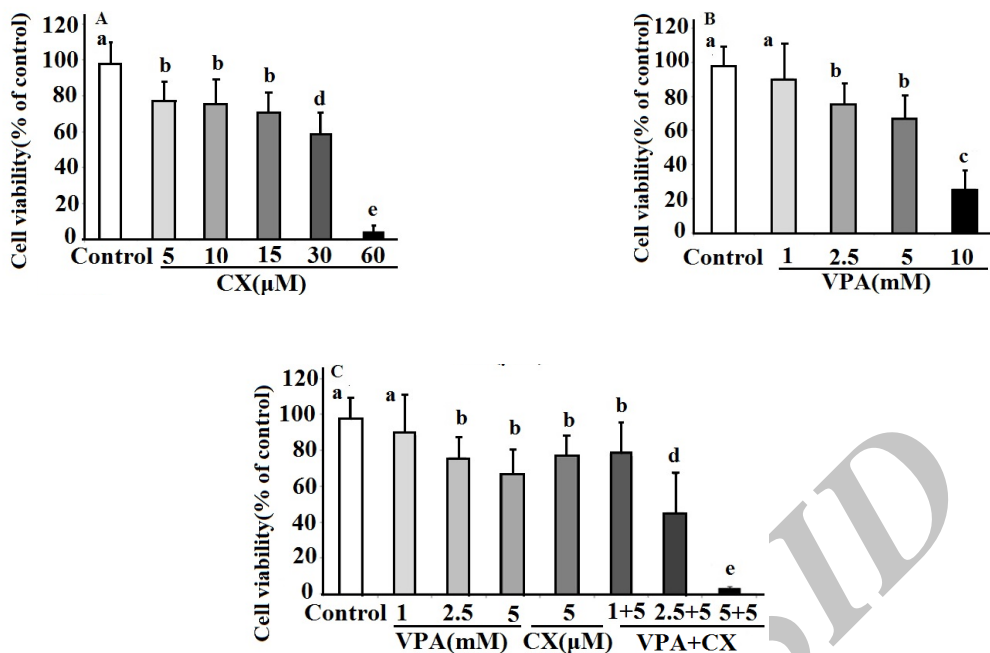 A
Cell viability(% of control)
120
100
80
60
40
20
0
a
b
b
b
d
e
Control 5 10 15 30 60
CX(μM)
B
Cell viability(% of control)
120
100
80
60
40
20
0
a
a
b
b
c
Control 1 2.5 5 10
VPA(mM)
C
Cell viability(% of control)
120
100
80
60
40
20
0
a
a
b
b
b
b
d
e
Control 1 2.5 5 5 1+5 2.5+5 5+5
VPA(mM) CX(μM) VPA+CX